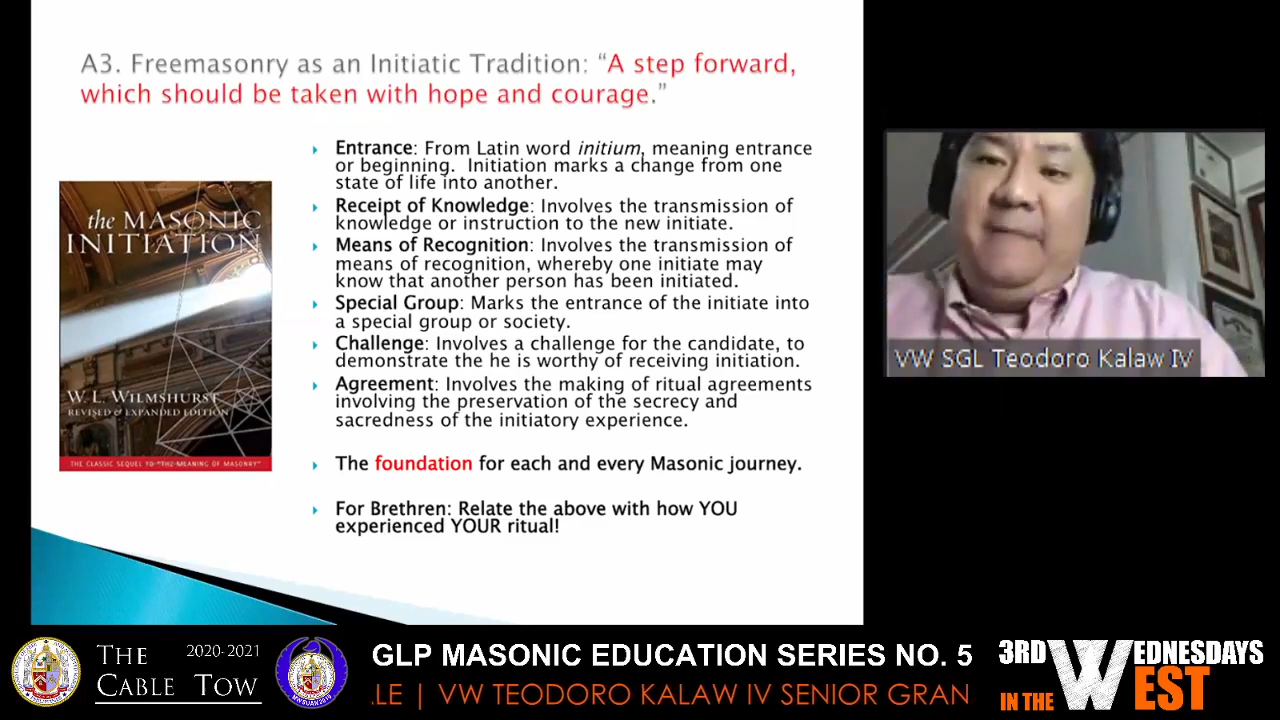 A3. Freemasonry as an Initiatic Tradition: “A step forward,
which should be taken with hope and courage.”
Entrance: From Latin word initium, meaning entrance
or beginning. Initiation marks a change from one
state of life into another.
Receipt of Knowledge: Involves the transmission of
knowledge or instruction to the new initiate.
Means of Recognition: Involves the transmission of
means of recognition, whereby one initiate may
know that another person has been initiated.
Special Group: Marks the entrance of the initiate into
a special group or society.
Challenge: Involves a challenge for the candidate, to
demonstrate the he is worthy of receiving initiation.
Agreement: Involves the making of ritual agreements
involving the preservation of the secrecy and
sacredness of the initiatory experience.
The foundation for each and every Masonic journey.
For Brethren: Relate the above with how YOU
experienced YOUR ritual!
the MASONIC
INITIATION
W. L. WILMSHURST
REVISED & EXPANDED EDITION
THE CLASSIC SEQUEL TO "THE MEANING OF MASONRY"
VW SGL Teodoro Kalaw IV
THE 2020-2021
CABLE TOW
GLP MASONIC EDUCATION SERIES NO. 5
LE | VW TEODORO KALAW IV SENIOR GRAN
3RD WEDNESDAYS
IN THE WEST